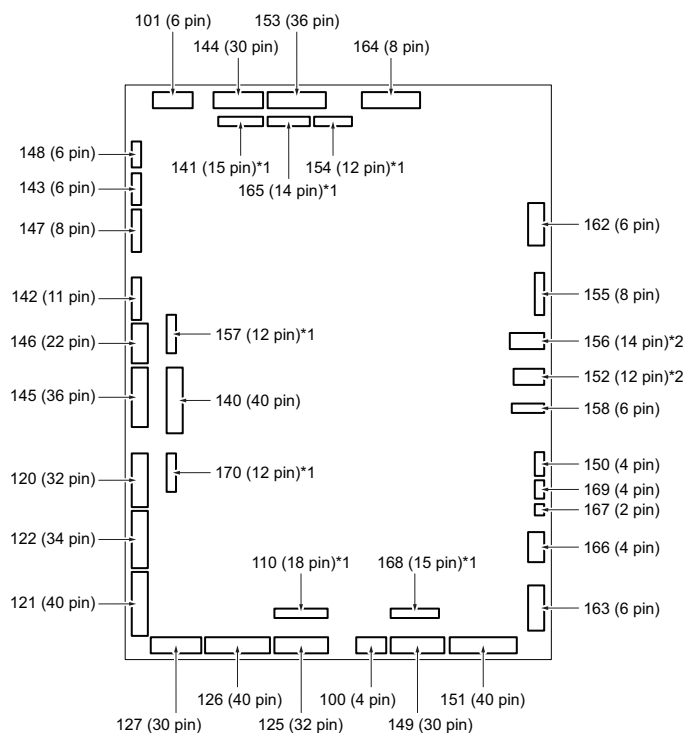 101 (6 pin)
153 (36 pin)
144 (30 pin)
164 (8 pin)
141 (15 pin)*1
154 (12 pin)*1
165 (14 pin)*1
148 (6 pin)
143 (6 pin)
147 (8 pin)
142 (11 pin)
146 (22 pin)
145 (36 pin)
120 (32 pin)
122 (34 pin)
121 (40 pin)
157 (12 pin)*1
140 (40 pin)
170 (12 pin)*1
162 (6 pin)
155 (8 pin)
156 (14 pin)*2
152 (12 pin)*2
158 (6 pin)
150 (4 pin)
169 (4 pin)
167 (2 pin)
166 (4 pin)
163 (6 pin)
110 (18 pin)*1
168 (15 pin)*1
126 (40 pin)
100 (4 pin)
151 (40 pin)
127 (30 pin)
125 (32 pin)
149 (30 pin)